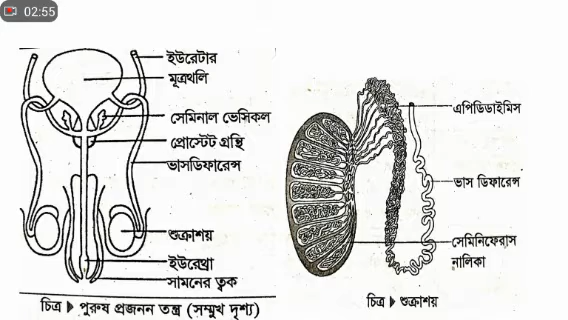 02:55
ইউরেটার
মূত্রথলি
সেমিনাল ভেসিকল
প্রোস্টেট গ্রন্থি
ভাসডিফারেন্স
শুক্রাশয়
ইউরেথ্রা
সামনের ত্বক
চিত্র ▶ পুরুষ প্রজনন তন্ত্র (সম্মুখ দৃশ্য)
এপিডিডাইমিস
ভাস ডিফারেন্স
সেমিনিফেরাস
নালিকা
চিত্র ▶ শুক্রাশয়